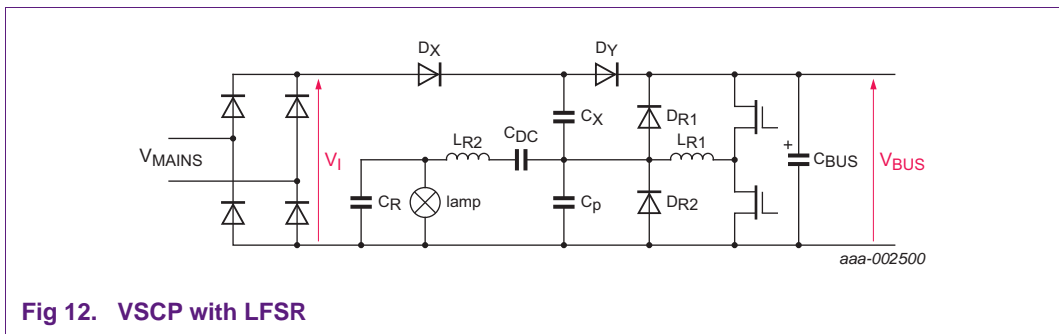 DX
DY
CX
DR1
CDC
LR2
LR1
VMAINS
VI
CBUS
+
VBUS
CR
lamp
Cp
DR2
aaa-002500
Fig 12. VSCP with LFSR